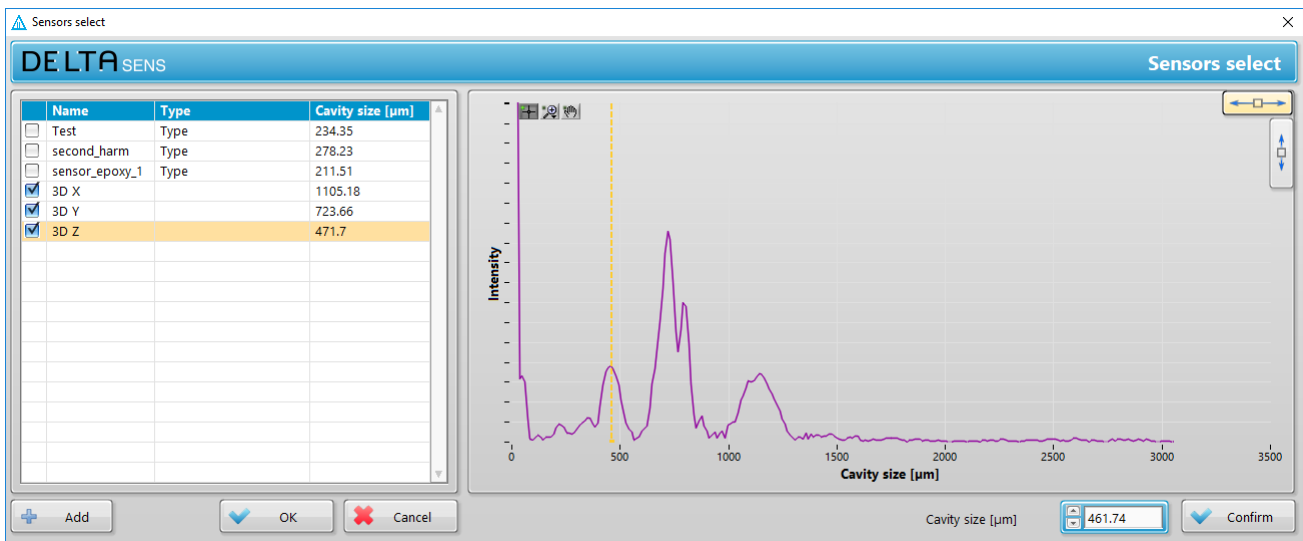 Sensors select
DELTA SENS
Sensors select
Name Type Cavity size [µm]
Test Type 234.35
second_harm Type 278.23
sensor_epoxy_1 Type 211.51
3D X 1105.18
3D Y 723.66
3D Z 471.7
Intensity
0 500 1000 1500 2000 2500 3000 3500
Cavity size [µm]
Add OK Cancel Cavity size [µm] 461.74 Confirm